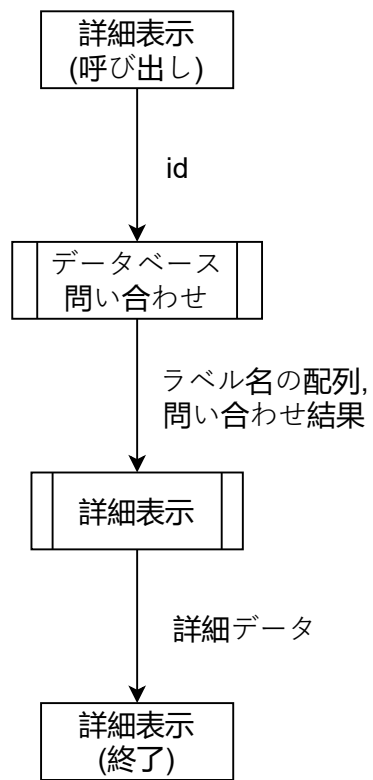 詳細表示
(呼び出し)
id
データベース
問い合わせ
ラベル名の配列,
問い合わせ結果
詳細表示
詳細データ
詳細表示
(終了)